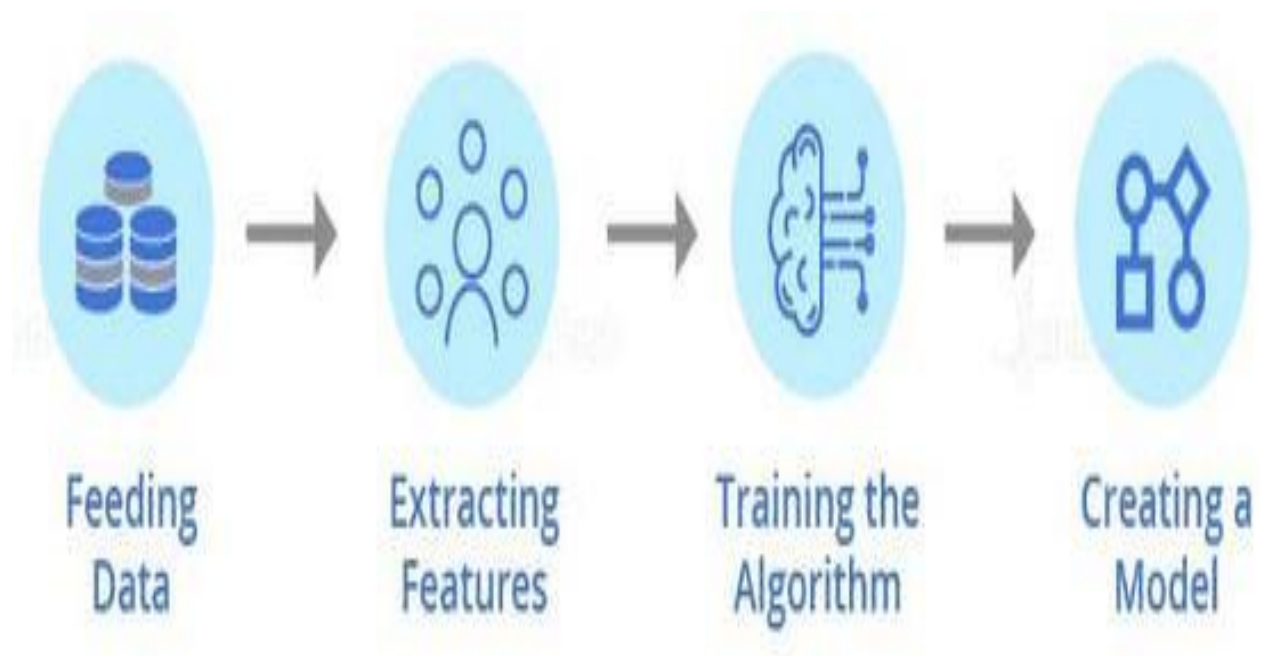 Feeding
Data
Extracting
Features
Training the
Algorithm
Creating a
Model